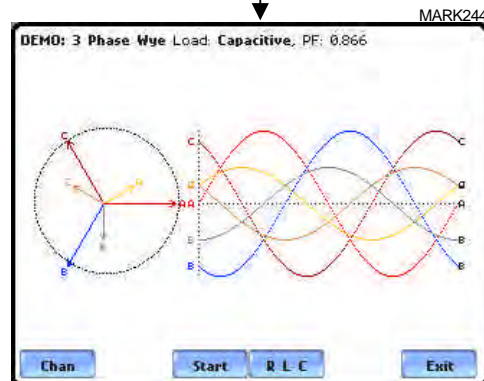 MARK244
DEMO: 3 Phase Wye Load: Capacitive, PF: 0.866
C
C
C
C
A
A
A
A
B
B
B
B
B
Chan
Start
R L C
Exit